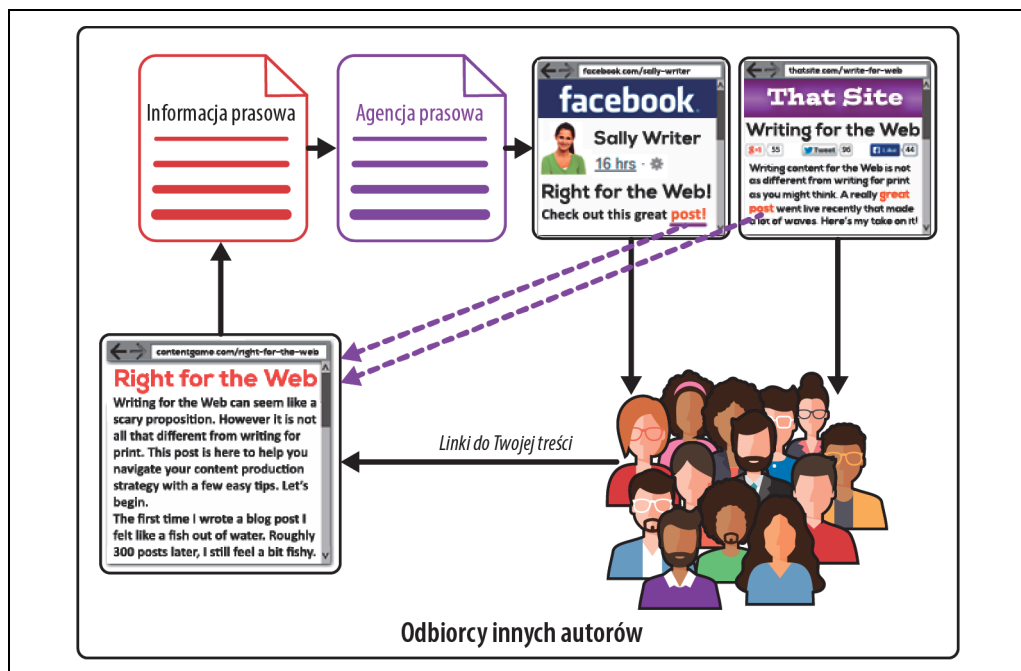 Informacja prasowa
Agencja prasowa
facebook.com/sally-writer
facebook
Sally Writer
16 hrs
Right for the Web!
Check out this great post!
thatsite.com/write-for-web
That Site
Writing for the Web
g+1 55 Tweet 96 Like 44
Writing content for the Web is not
as different from writing for print
as you might think. A really great
post went live recently that made
a lot of waves. Here's my take on it!
contentgame.com/right-for-the-web
Right for the Web
Writing for the Web can seem like a
scary proposition. However it is not
all that different from writing for
print. This post is here to help you
navigate your content production
strategy with a few easy tips. Let's
begin.
The first time I wrote a blog post I
felt like a fish out of water. Roughly
300 posts later, I still feel a bit fishy.
Linki do Twojej treści
Odbiorcy innych autorów